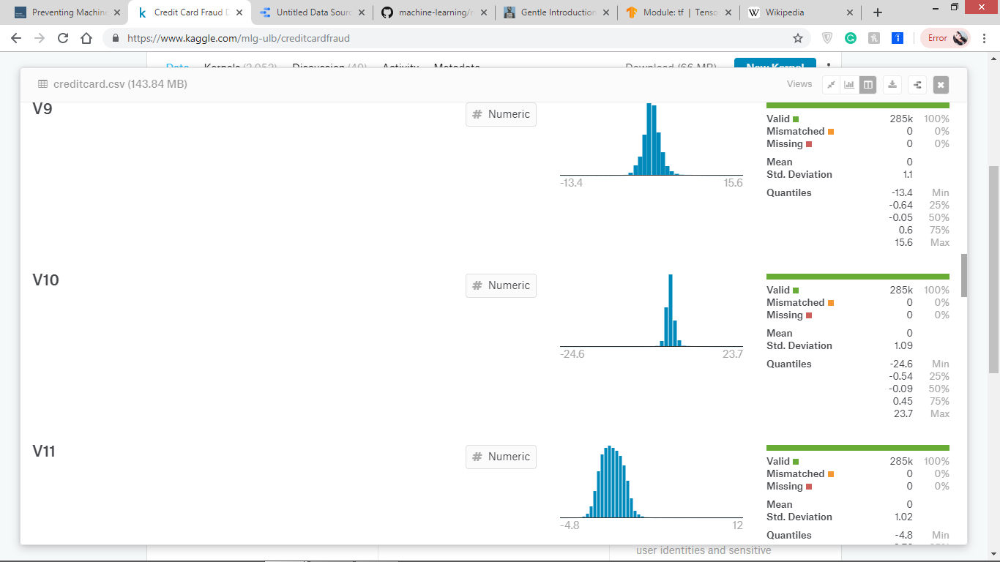 Preventing Machine
Credit Card Fraud D
Untitled Data Sourc
machine-learning/r
Gentle Introduction
Module: tf | Tenso
Wikipedia
https://www.kaggle.com/mlg-ulb/creditcardfraud
Error
Data Kernels (2,052) Discussion (40) Activity Metadata Download (66 MB) New Kernel
creditcard.csv (143.84 MB)
Views
V9
# Numeric
-13.4 15.6
Valid 285k 100%
Mismatched 0 0%
Missing 0 0%
Mean 0
Std. Deviation 1.1
Quantiles -13.4 Min
-0.64 25%
-0.05 50%
0.6 75%
15.6 Max
V10
# Numeric
-24.6 23.7
Valid 285k 100%
Mismatched 0 0%
Missing 0 0%
Mean 0
Std. Deviation 1.09
Quantiles -24.6 Min
-0.54 25%
-0.09 50%
0.45 75%
23.7 Max
V11
# Numeric
-4.8 12
Valid 285k 100%
Mismatched 0 0%
Missing 0 0%
Mean 0
Std. Deviation 1.02
Quantiles -4.8 Min
user identities and sensitive